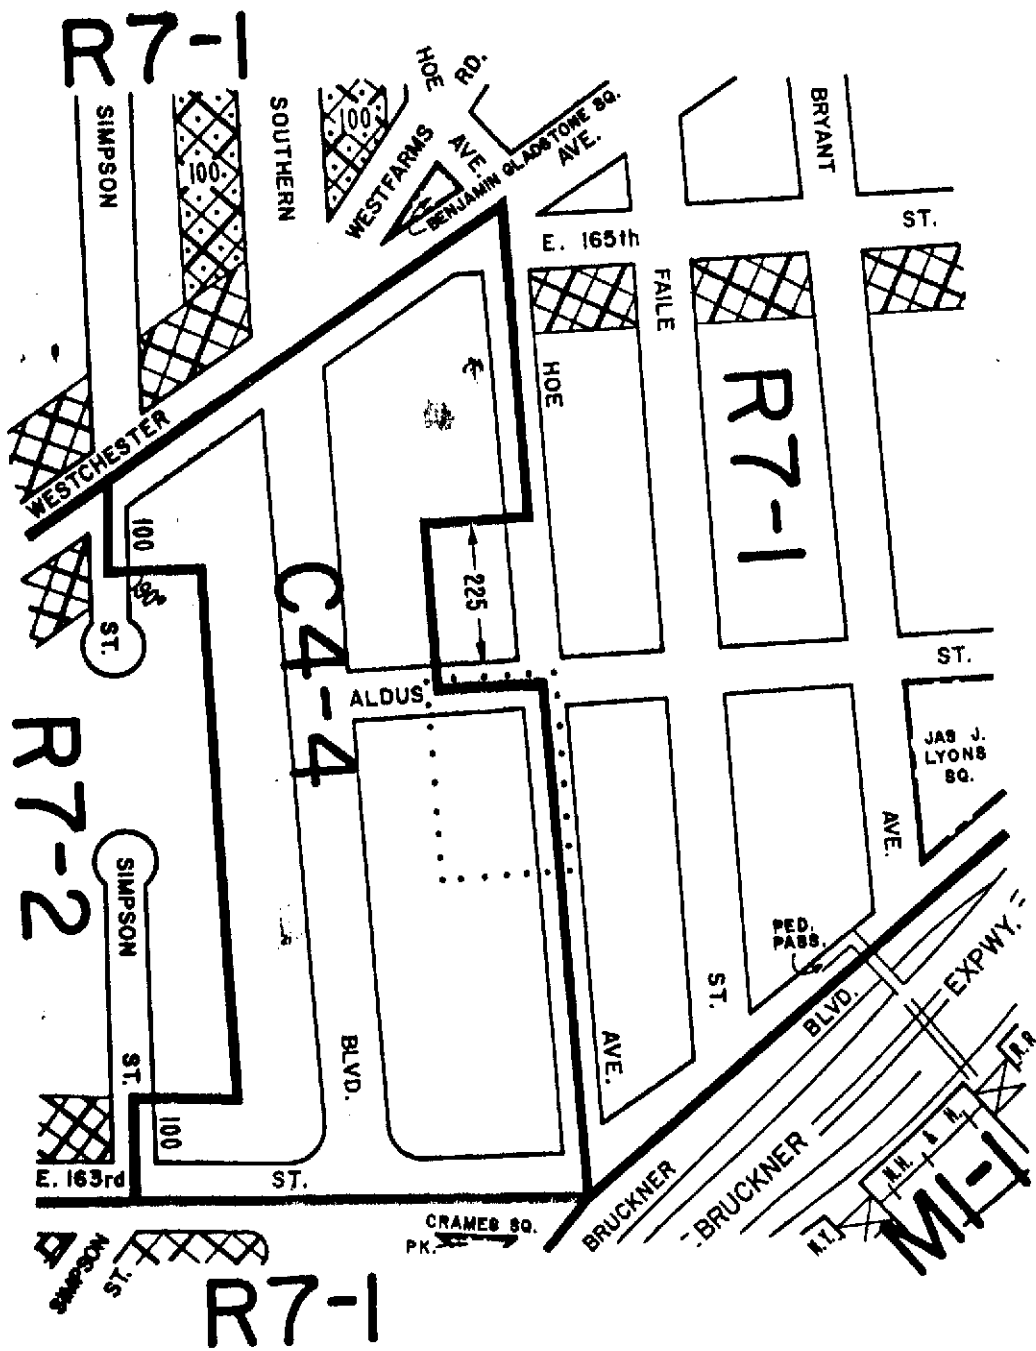 R7-1
SIMPSON
100
SOUTHERN
100
HOE
RD.
WESTFARMS
AVE
BENJAMIN GLADSTONE SQ.
AVE.
BRYANT
ST.
E. 165th
FAILE
HOE
R7-1
WESTCHESTER
100
ST.
225
C4-4
ALDUS
ST.
JAS J.
LYONS
SQ.
AVE.
R7-2
SIMPSON
ST.
100
BLVD.
AVE.
ST.
PED.
PASS.
BLVD.
EXPWY.
R.R
BRUCKNER
BRUCKNER
N.Y.
N.H. & H.
M1-1
E. 163rd
ST.
CRAMES SQ.
PK.
SIMPSON
ST.
R7-1